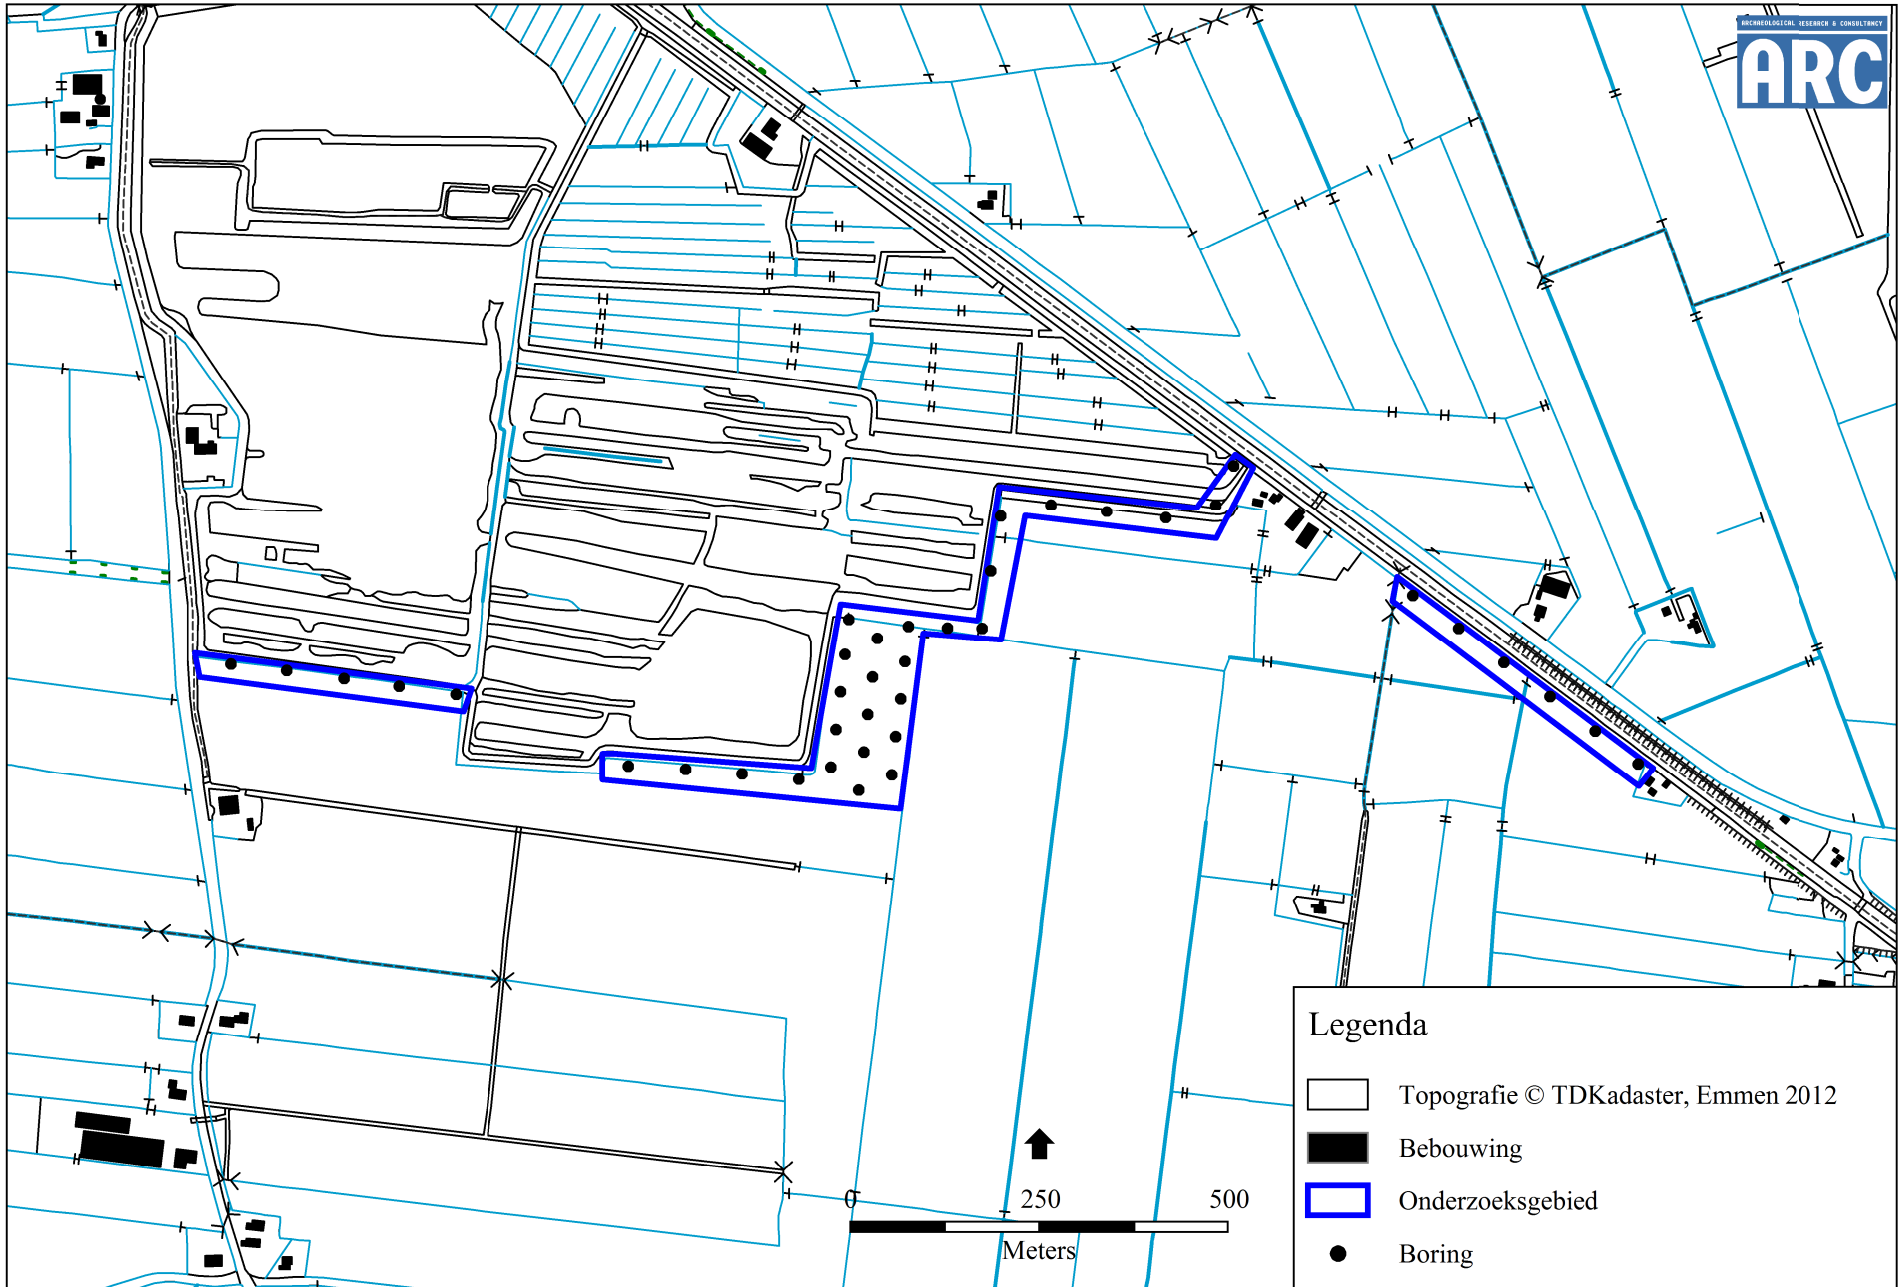 ARCHAEOLOGICAL RESEARCH & CONSULTANCY
ARC
Legenda
Topografie © TDKadaster, Emmen 2012
Bebouwing
Onderzoeksgebied
Boring
0 250 500
Meters